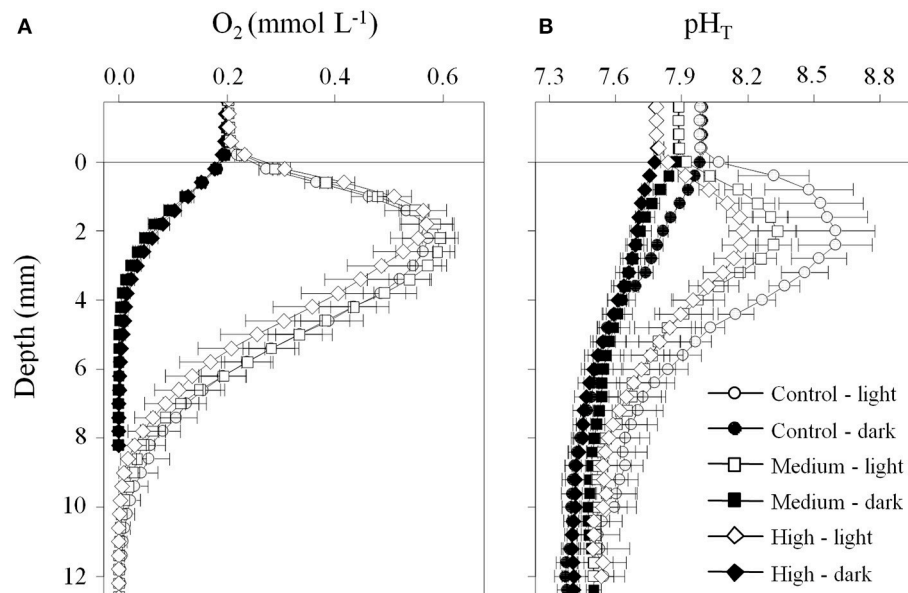 A
O₂ (mmol L⁻¹)
0.0 0.2 0.4 0.6
B
pH_T
7.3 7.6 7.9 8.2 8.5 8.8
Depth (mm)
0
2
4
6
8
10
12
Control - light
Control - dark
Medium - light
Medium - dark
High - light
High - dark